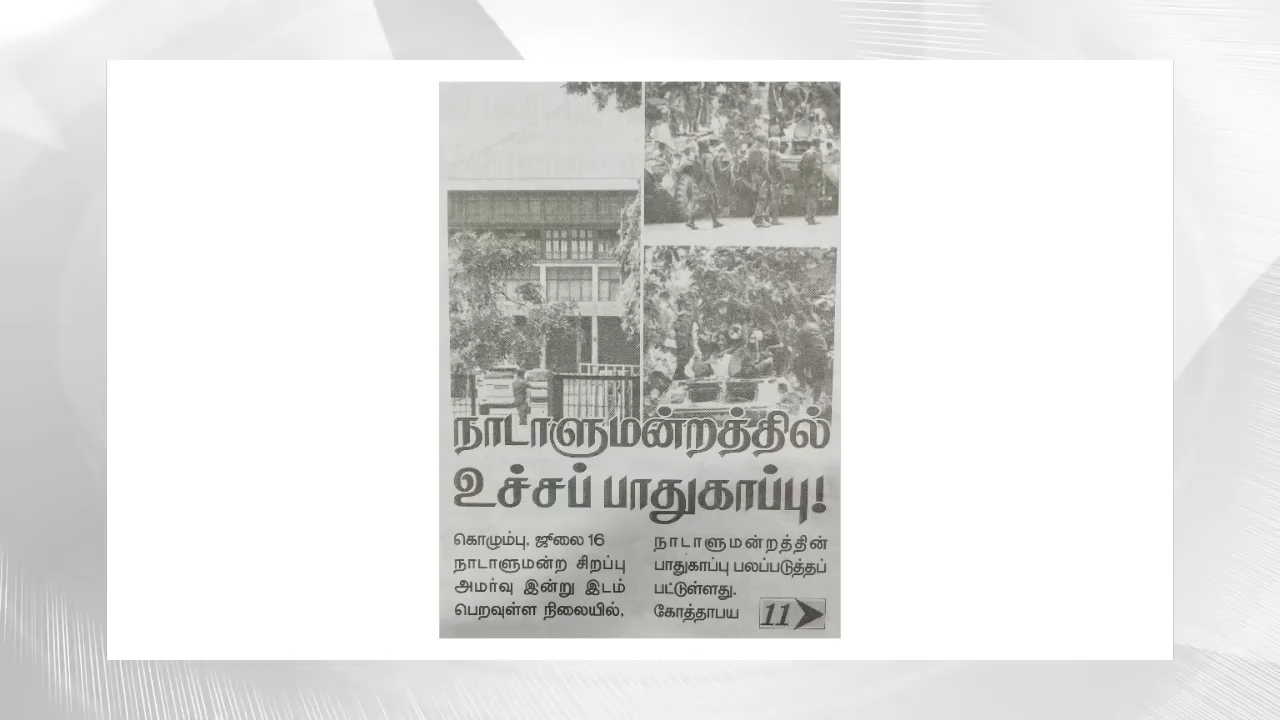 நாடாளுமன்றத்தில்
உச்சப் பாதுகாப்பு!
கொழும்பு, ஜூலை 16
நாடாளுமன்ற சிறப்பு
அமர்வு இன்று இடம்
பெறவுள்ள நிலையில்,
நாடாளுமன்றத்தின்
பாதுகாப்பு பலப்படுத்தப்
பட்டுள்ளது.
கோத்தாபய
11